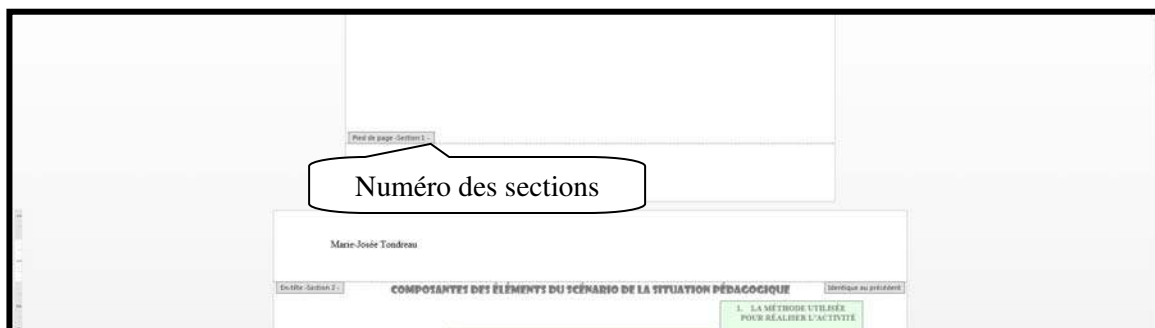 Pied de page -Section 1 -
Numéro des sections
Marie-Josée Tondreau
En-tête -Section 2 -
COMPOSANTES DES ÉLÉMENTS DU SCÉNARIO DE LA SITUATION PÉDAGOGIQUE
Identique au précédent
1. LA MÉTHODE UTILISÉE
POUR RÉALISER L'ACTIVITÉ